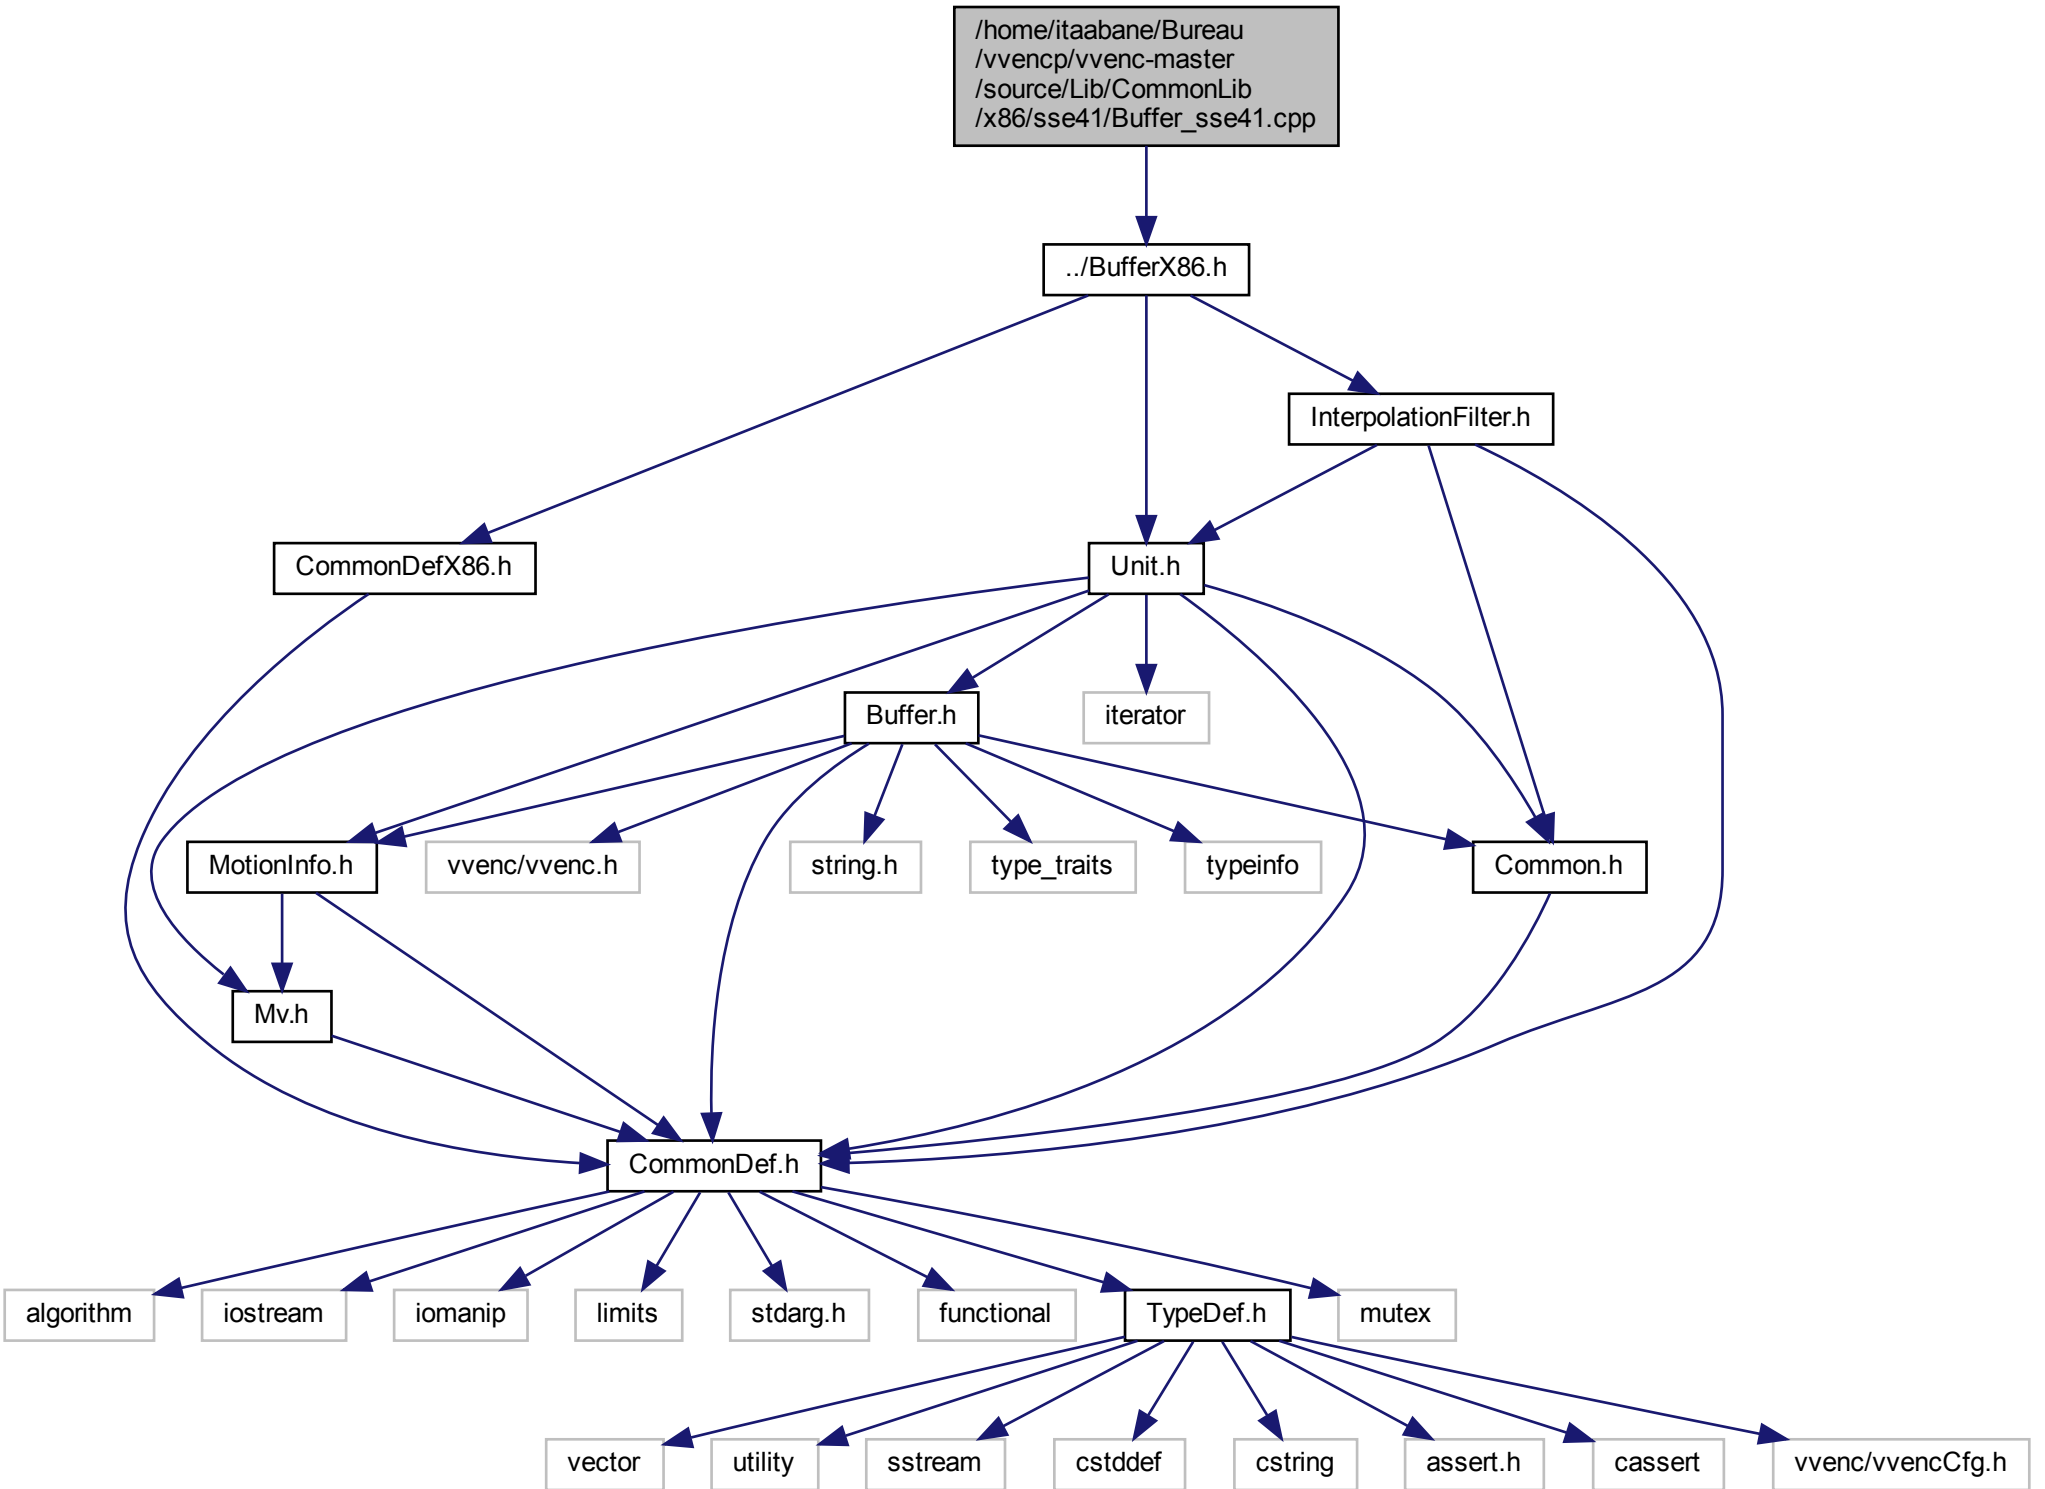 /home/itaabane/Bureau
/vvencp/vvenc-master
/source/Lib/CommonLib
/x86/sse41/Buffer_sse41.cpp
../BufferX86.h
InterpolationFilter.h
CommonDefX86.h
Unit.h
Buffer.h
iterator
MotionInfo.h
vvenc/vvenc.h
string.h
type_traits
typeinfo
Common.h
Mv.h
CommonDef.h
algorithm
iostream
iomanip
limits
stdarg.h
functional
TypeDef.h
mutex
vector
utility
sstream
cstddef
cstring
assert.h
cassert
vvenc/vvencCfg.h